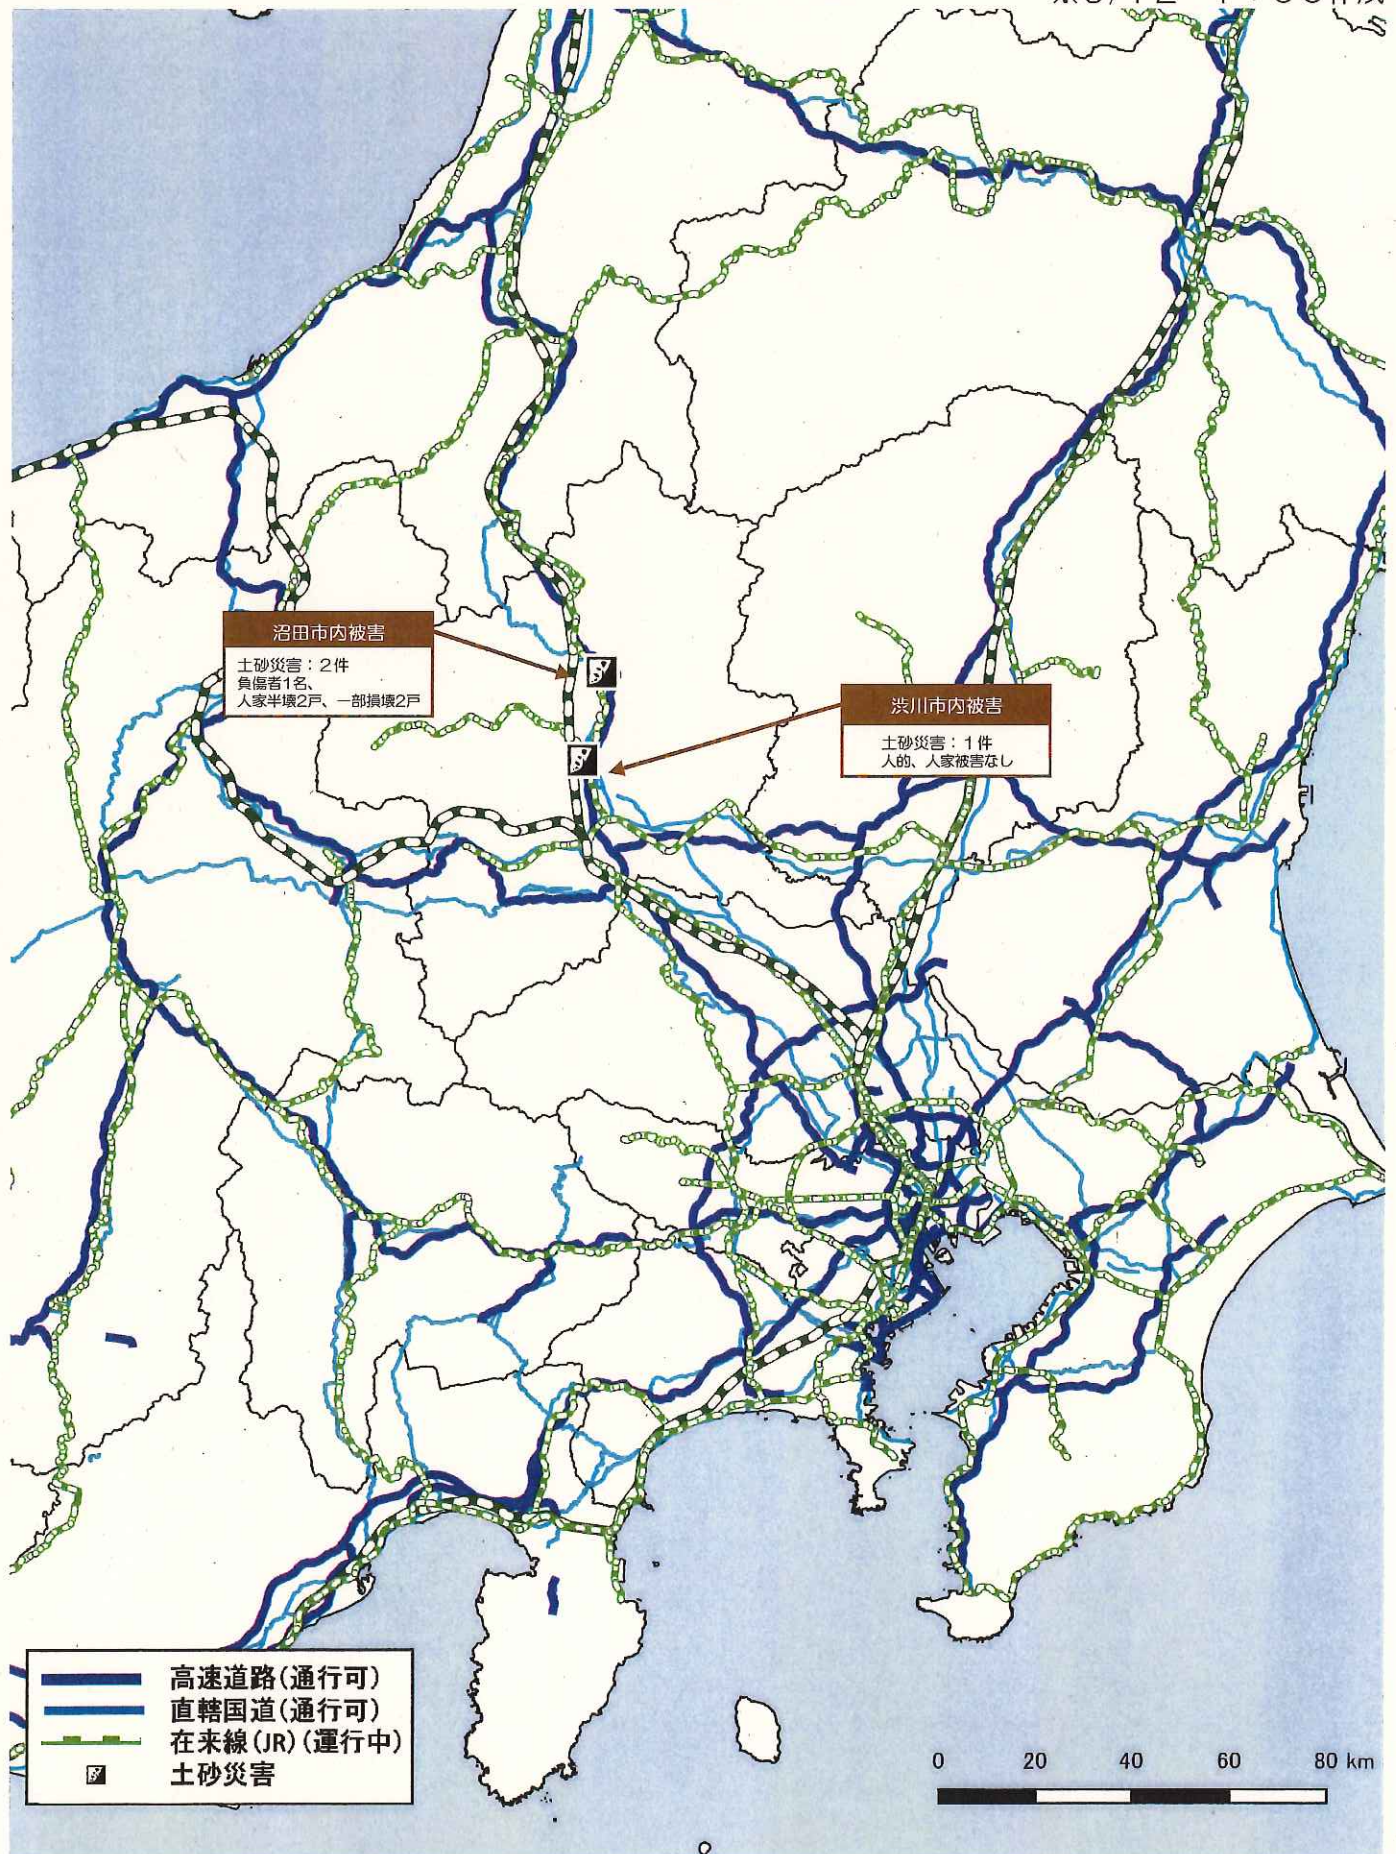 沼田市内被害
土砂災害：2件
負傷者1名、
人家半壊2戸、一部損壊2戸
渋川市内被害
土砂災害：1件
人的、人家被害なし
高速道路(通行可)
直轄国道(通行可)
在来線(JR)(運行中)
土砂災害
0 20 40 60 80 km